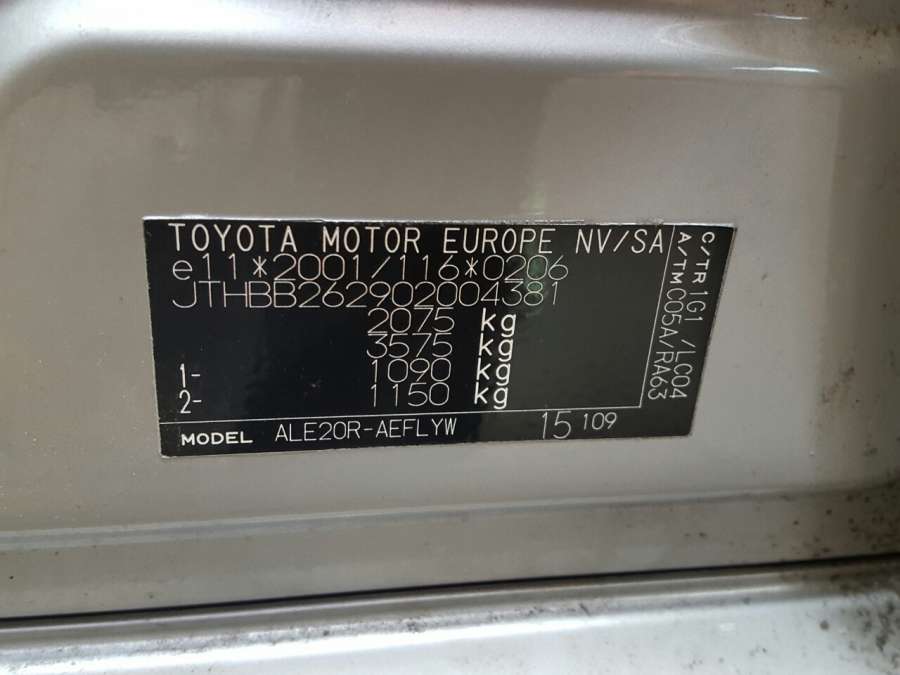 TOYOTA MOTOR EUROPE NV/SA
e11*2001/116*0206
JTHBB262902004381
2075 kg
3575 kg
1- 1090 kg
2- 1150 kg
MODEL ALE20R-AEFLYW 15 109
C/TR 1G1/LC04
A/TM C05A/RA63